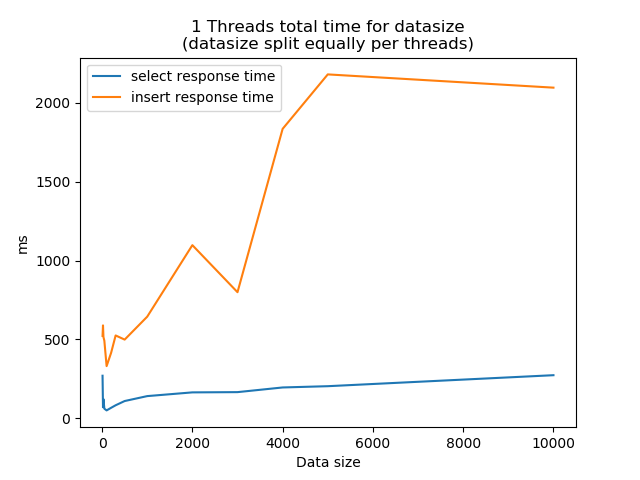 1 Threads total time for datasize
(datasize split equally per threads)
select response time
insert response time
2000
1500
1000
500
0
ms
0 2000 4000 6000 8000 10000
Data size